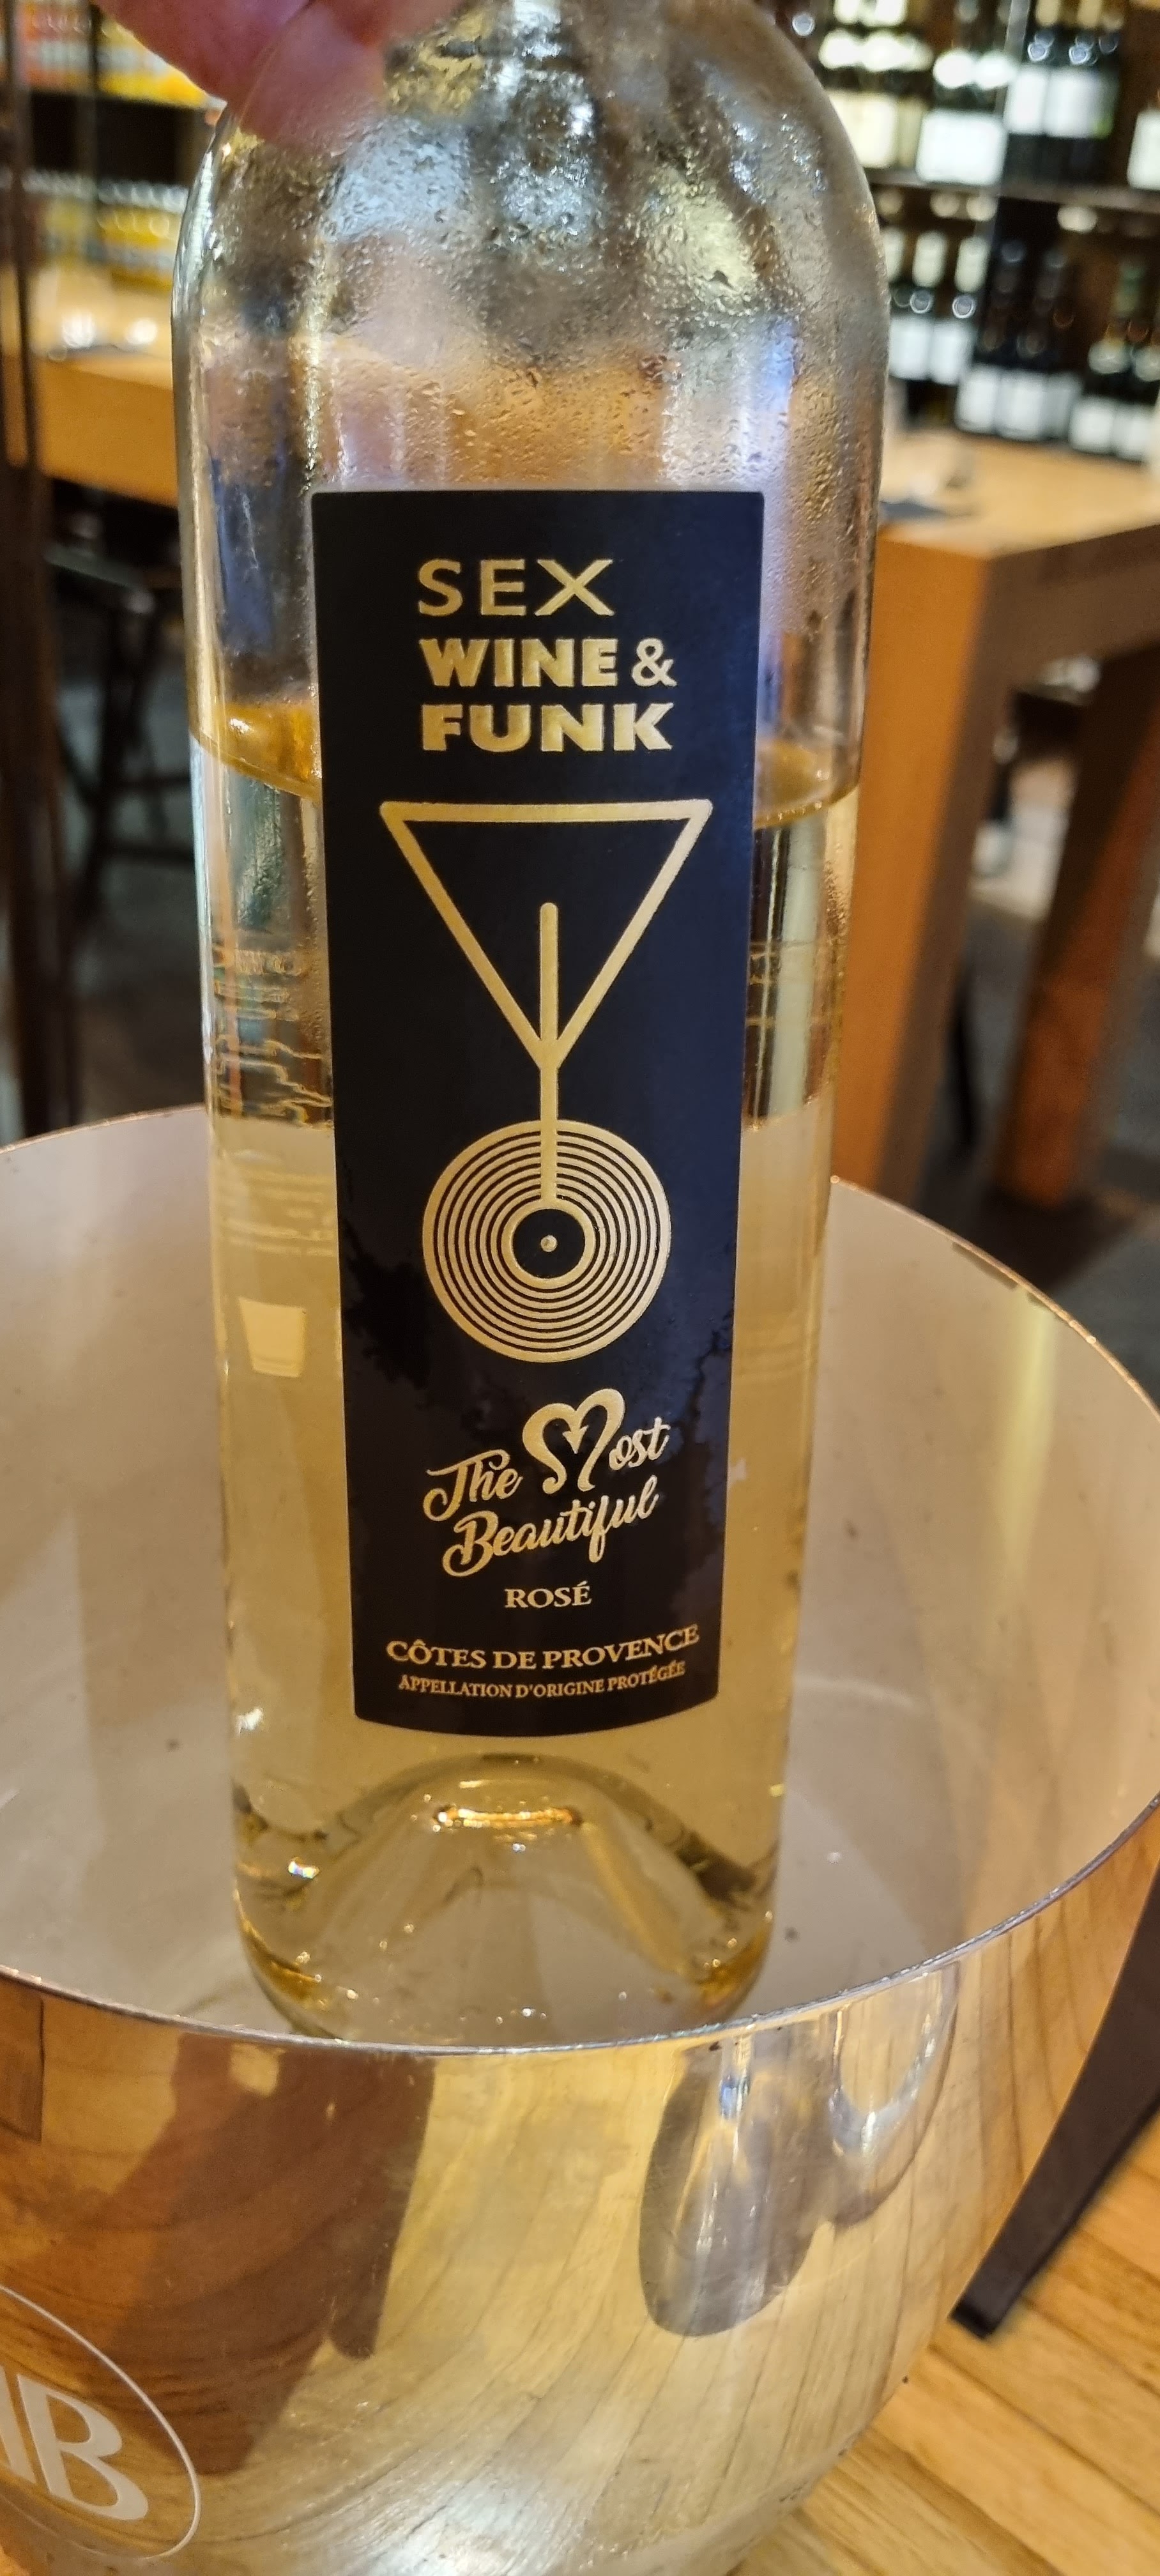 SEX
WINE &
FUNK
The Most
Beautiful
ROSÉ
CÔTES DE PROVENCE
APPELLATION D'ORIGINE PROTÉGÉE